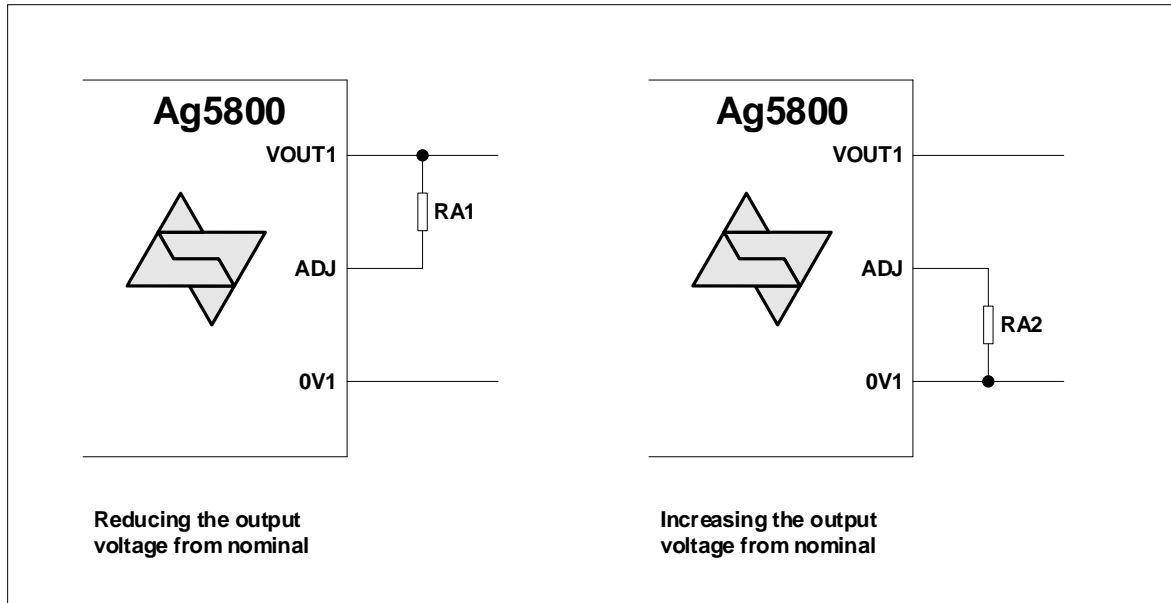 Ag5800
VOUT1
RA1
ADJ
0V1
Reducing the output
voltage from nominal
Ag5800
VOUT1
ADJ
RA2
0V1
Increasing the output
voltage from nominal